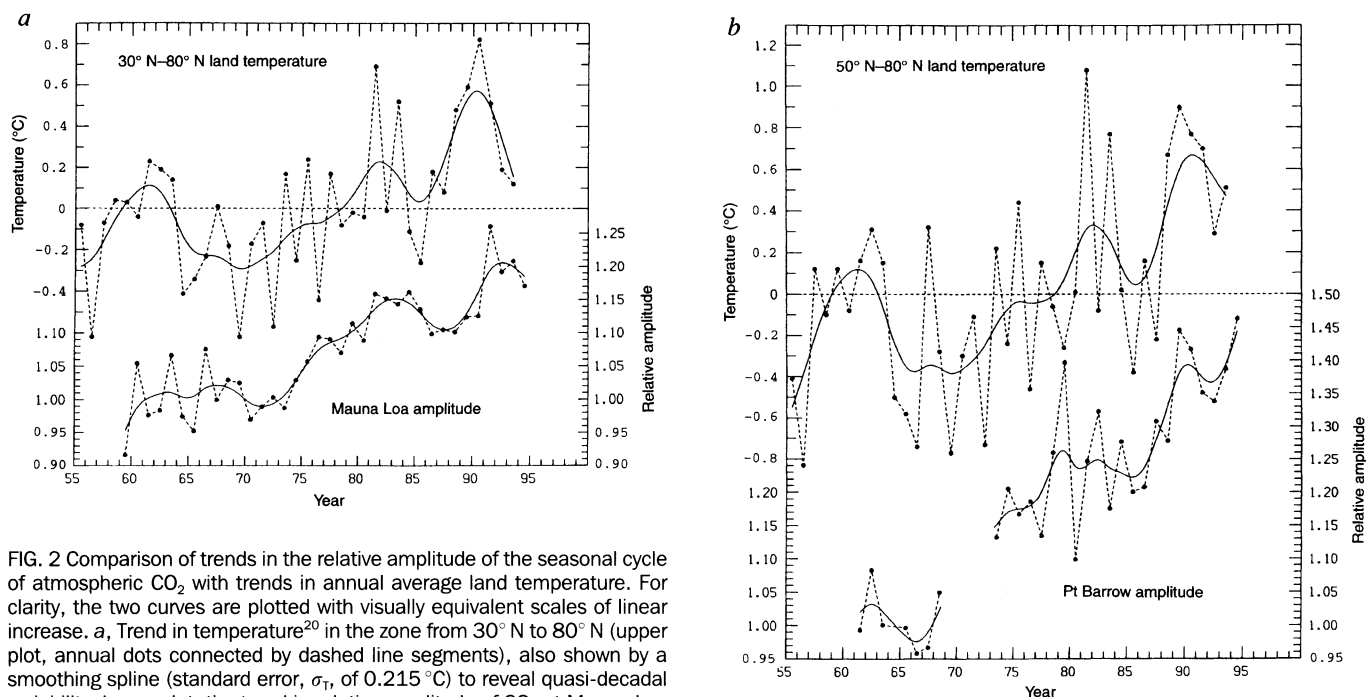 a
30° N–80° N land temperature
Temperature (°C)
0.8
0.6
0.4
0.2
0
-0.2
-0.4
1.10
1.05
1.00
0.95
0.90
1.25
1.20
1.15
1.10
1.05
1.00
0.95
0.90
Relative amplitude
Mauna Loa amplitude
55 60 65 70 75 80 85 90 95
Year
b
50° N–80° N land temperature
Temperature (°C)
1.2
1.0
0.8
0.6
0.4
0.2
0
-0.2
-0.4
-0.6
-0.8
1.20
1.15
1.10
1.05
1.00
0.95
1.50
1.45
1.40
1.35
1.30
1.25
1.20
1.15
1.10
1.05
1.00
0.95
Relative amplitude
Pt Barrow amplitude
55 60 65 70 75 80 85 90 95
Year
FIG. 2 Comparison of trends in the relative amplitude of the seasonal cycle
of atmospheric CO₂ with trends in annual average land temperature. For
clarity, the two curves are plotted with visually equivalent scales of linear
increase. a, Trend in temperature²⁰ in the zone from 30° N to 80° N (upper
plot, annual dots connected by dashed line segments), also shown by a
smoothing spline (standard error, σT, of 0.215 °C) to reveal quasi-decadal